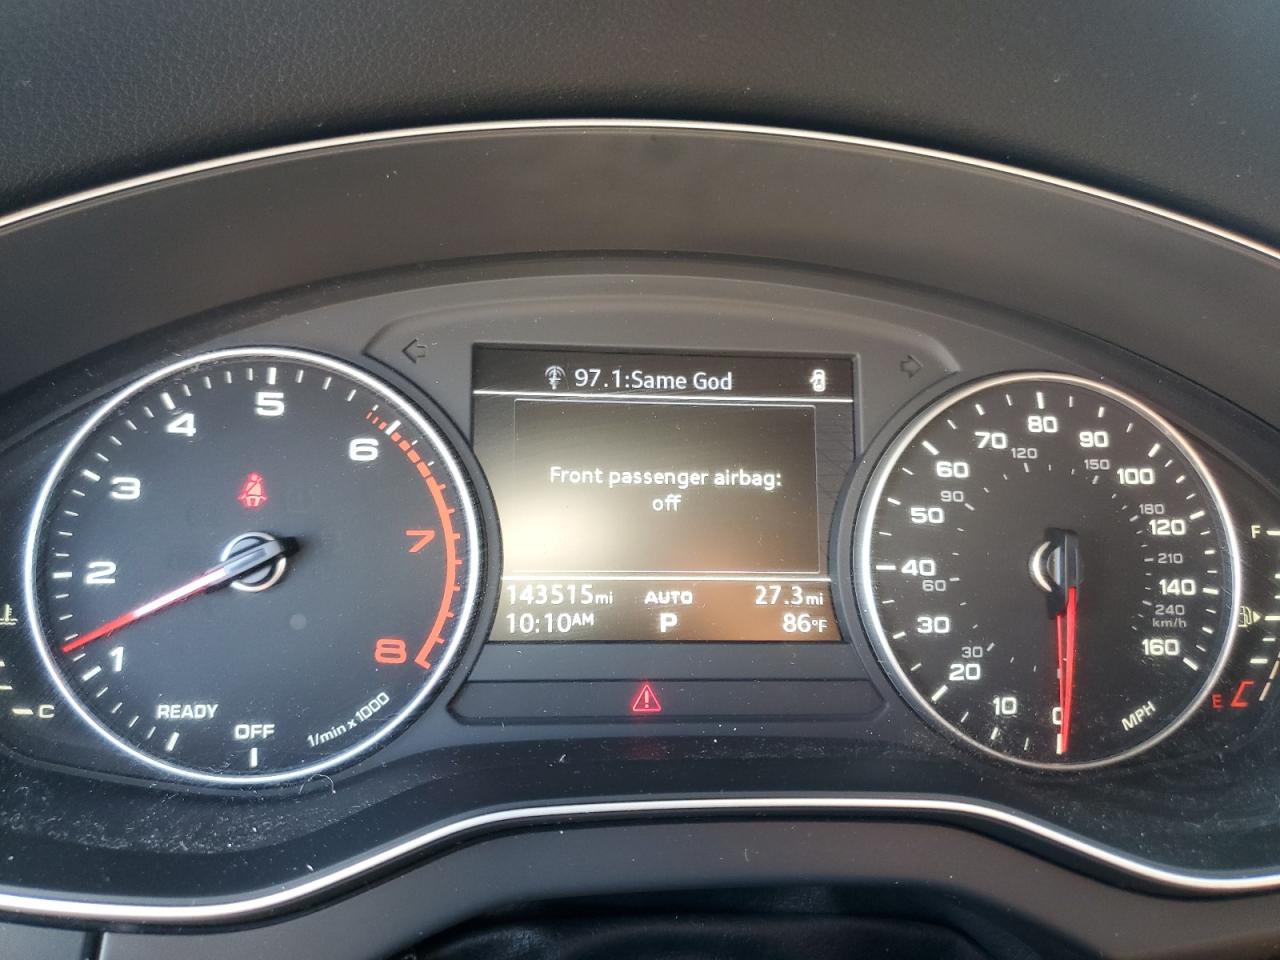 97.1:Same God
Front passenger airbag:
off
143515mi AUTO 27.3mi
10:10AM P 86°F
1
2
3
4
5
6
7
8
READY
OFF
1/min x 1000
C
0
10
20
30
40
50
60
70
80
90
100
120
140
160
MPH
30
60
90
120
150
180
210
240
km/h
F
E